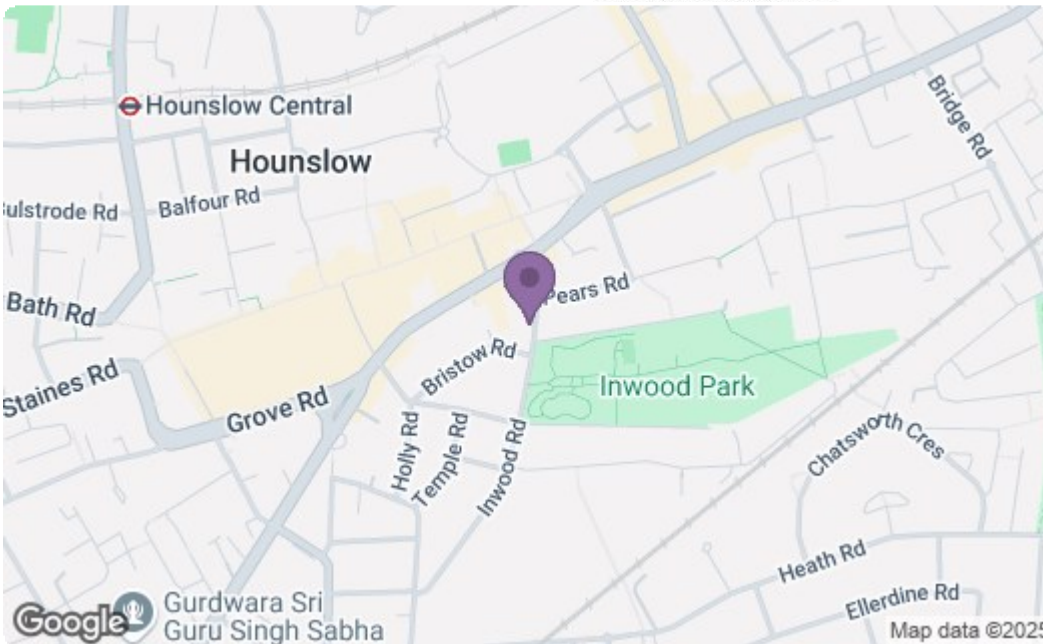 Hounslow Central
Bridge Rd
Hounslow
Balfour Rd
Bath Rd
Pears Rd
Bristow Rd
Staines Rd
Inwood Park
Grove Rd
Holly Rd
Temple Rd
Inwood Rd
Chatsworth Cres
Heath Rd
Ellerdine Rd
Gurdwara Sri
Guru Singh Sabha
Google
Map data ©2025